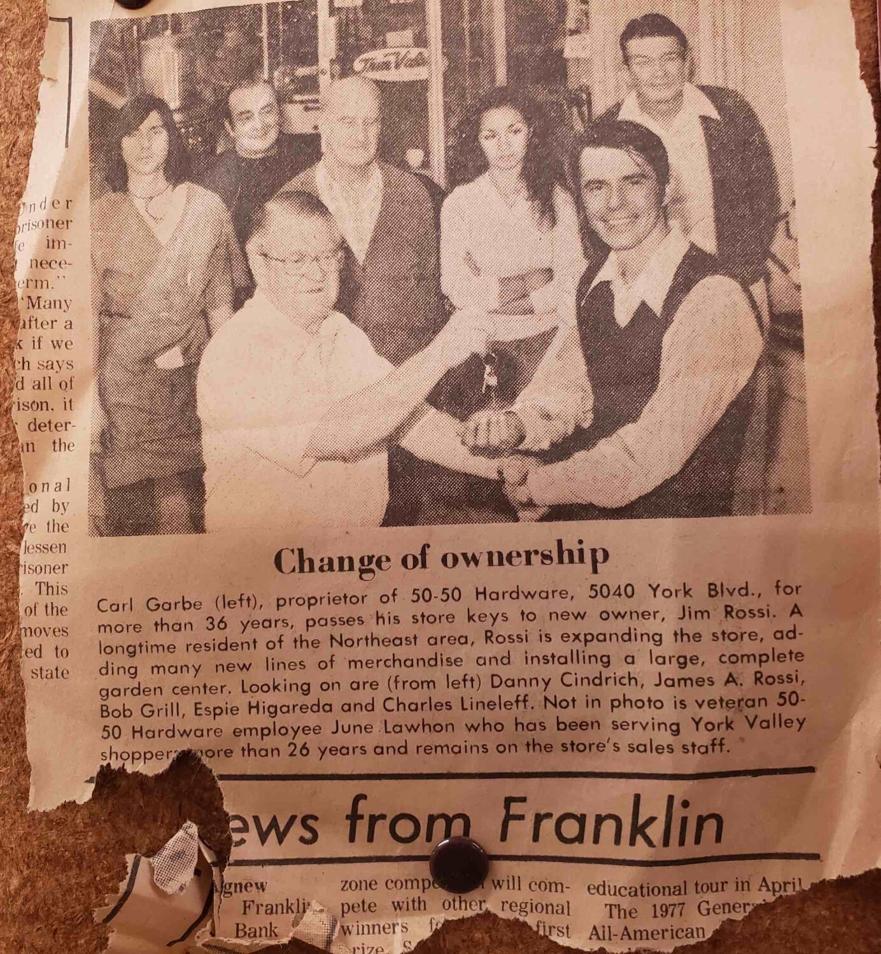 True Value
under
prisoner
im-
nece-
erm."
Many
after a
if we
says
d all of
ison. it
deter-
the
onal
ed by
the
lessen
risoner
This
of the
moves
ed to
state
Change of ownership
Carl Garbe (left), proprietor of 50-50 Hardware, 5040 York Blvd., for
more than 36 years, passes his store keys to new owner, Jim Rossi. A
longtime resident of the Northeast area, Rossi is expanding the store, ad-
ding many new lines of merchandise and installing a large, complete
garden center. Looking on are (from left) Danny Cindrich, James A. Rossi,
Bob Grill, Espie Higareda and Charles Lineleff. Not in photo is veteran 50-
50 Hardware employee June Lawhon who has been serving York Valley
shopper more than 26 years and remains on the store's sales staff.
ews from Franklin
gnew
Frankli
Bank
zone compe will com-
pete with other regional
winners first
educational tour in April
The 1977 Genera
All-American